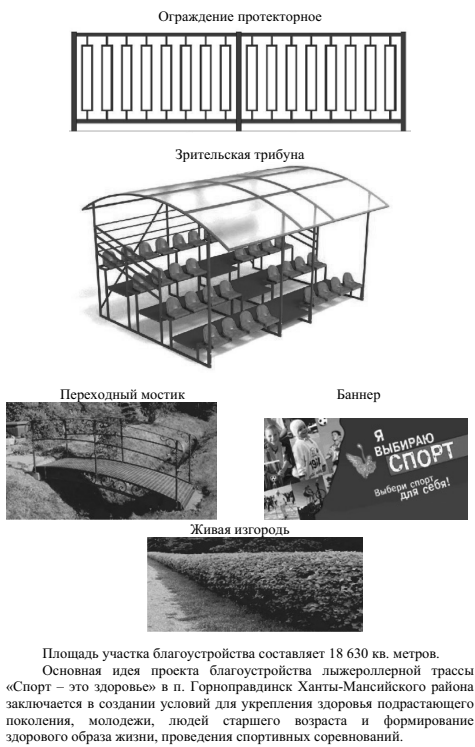 Ограждение протекторное
Зрительская трибуна
Переходный мостик
Баннер
Я
ВЫБИРАЮ
СПОРТ
Выбери спорт
для себя!
Живая изгородь
Площадь участка благоустройства составляет 18 630 кв. метров.
Основная идея проекта благоустройства лыжероллерной трассы
«Спорт – это здоровье» в п. Горноправдинск Ханты-Мансийского района
заключается в создании условий для укрепления здоровья подрастающего
поколения, молодежи, людей старшего возраста и формирование
здорового образа жизни, проведения спортивных соревнований.